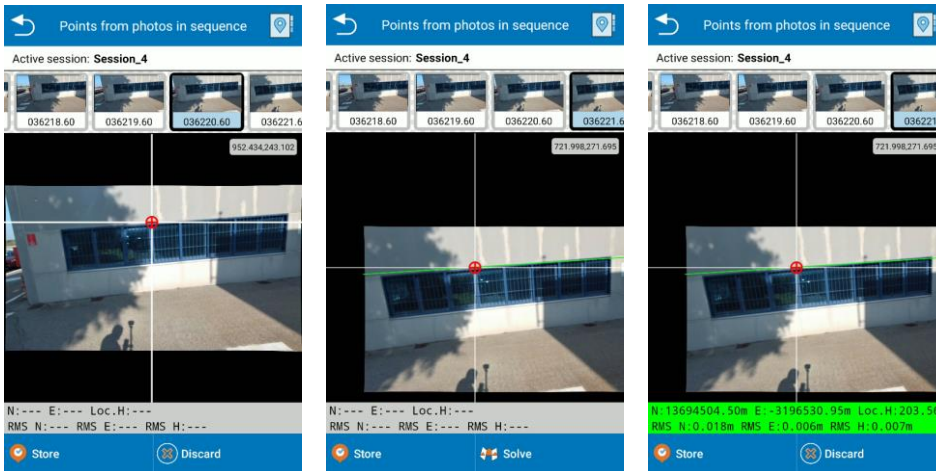 Points from photos in sequence
Active session: Session_4
036218.60
036219.60
036220.60
036221.6
952.434,243.102
N:--- E:--- Loc.H:---
RMS N:--- RMS E:--- RMS H:---
Store
Discard
Points from photos in sequence
Active session: Session_4
036218.60
036219.60
036220.60
036221.6
721.998,271.695
N:--- E:--- Loc.H:---
RMS N:--- RMS E:--- RMS H:---
Store
Solve
Points from photos in sequence
Active session: Session_4
036218.60
036219.60
036220.60
036221
721.998,271.695
N:13694504.50m E:-3196530.95m Loc.H:203.50
RMS N:0.018m RMS E:0.006m RMS H:0.007m
Store
Discard